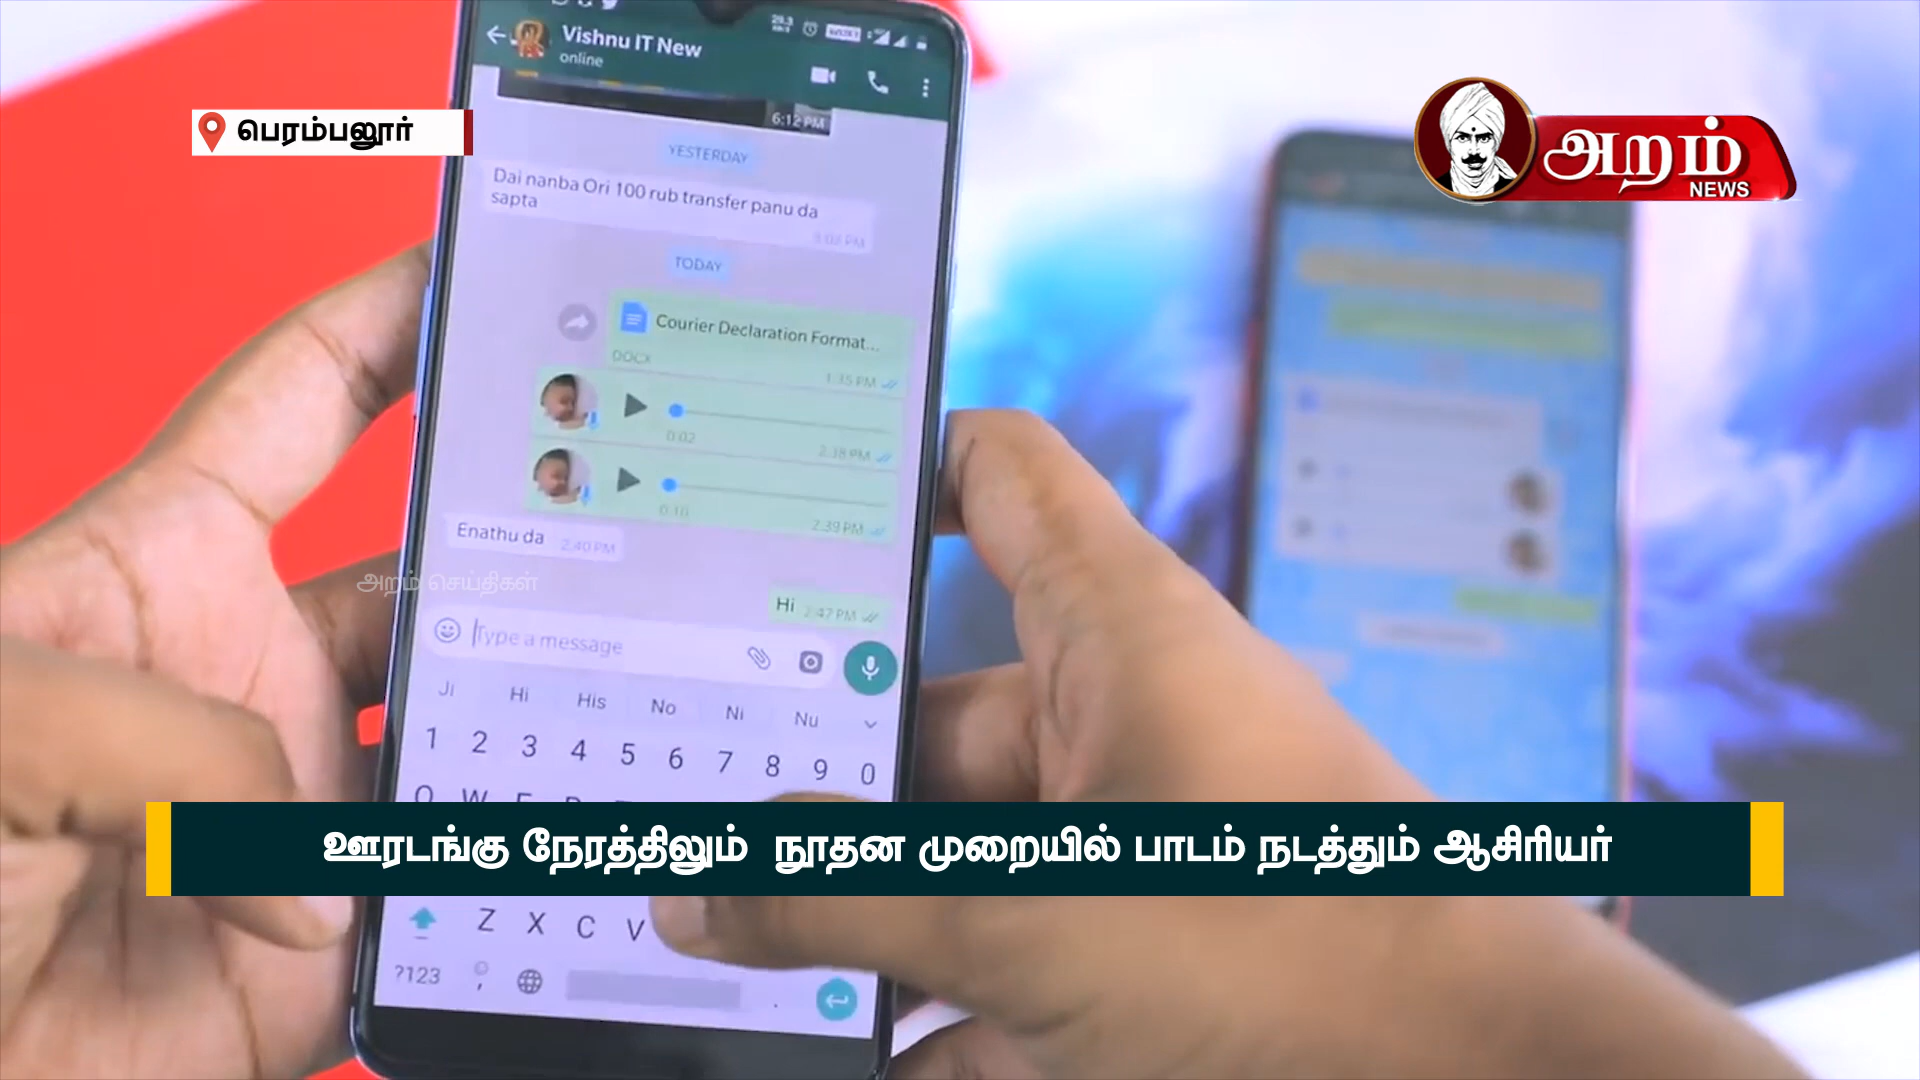 Vishnu IT New
online
6:12 PM
பெரம்பலூர்
அறம்
NEWS
YESTERDAY
Dai nanba Ori 100 rub transfer panu da
sapta
TODAY
Courier Declaration Format...
DOCX
1:35 PM
0:02
2:38 PM
0:10
2:39 PM
Enathu da 2:40 PM
அறம் செய்திகள்
Hi 2:47 PM
Type a message
Ji Hi His No Ni Nu
1 2 3 4 5 6 7 8 9 0
ஊரடங்கு நேரத்திலும் நூதன முறையில் பாடம் நடத்தும் ஆசிரியர்
Z X C V
?123 , .